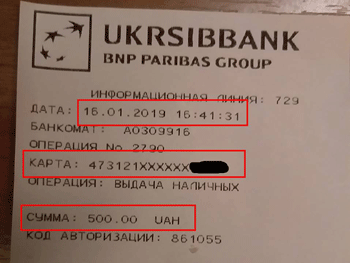 UKRSIBBANK
BNP PARIBAS GROUP
ИНФОРМАЦИОННАЯ ЛИНИЯ: 729
ДАТА: 16.01.2019 16:41:31
БАНКОМАТ: A0309916
ОПЕРАЦИЯ No.2790
КАРТА: 473121XXXXXX
ОПЕРАЦИЯ: ВЫДАЧА НАЛИЧНЫХ
СУММА: 500.00 UAH
КОД АВТОРИЗАЦИИ: 861055